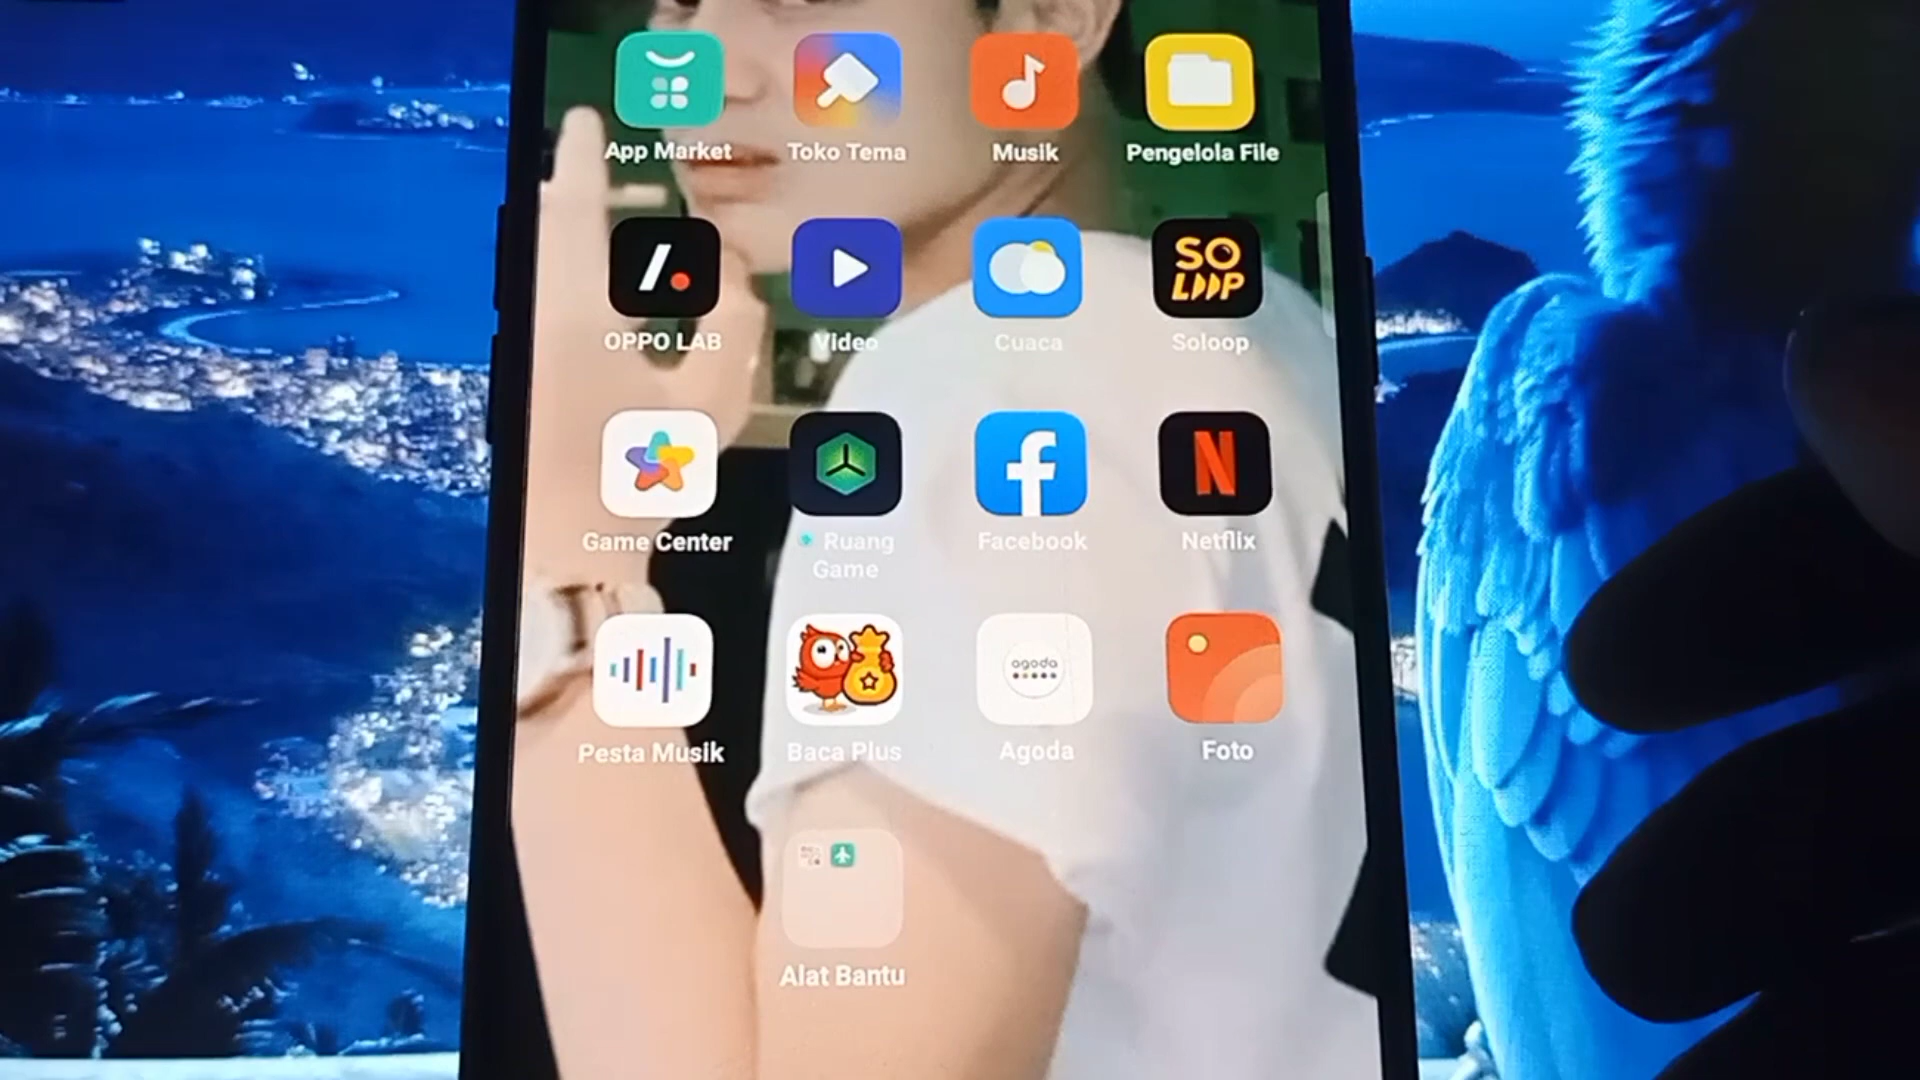 App Market
Toko Tema
Musik
Pengelola File
SO
LOOP
OPPO LAB
Video
Cuaca
Soloop
N
Game Center
Ruang
Game
Facebook
Netflix
agoda
Pesta Musik
Baca Plus
Agoda
Foto
Alat Bantu